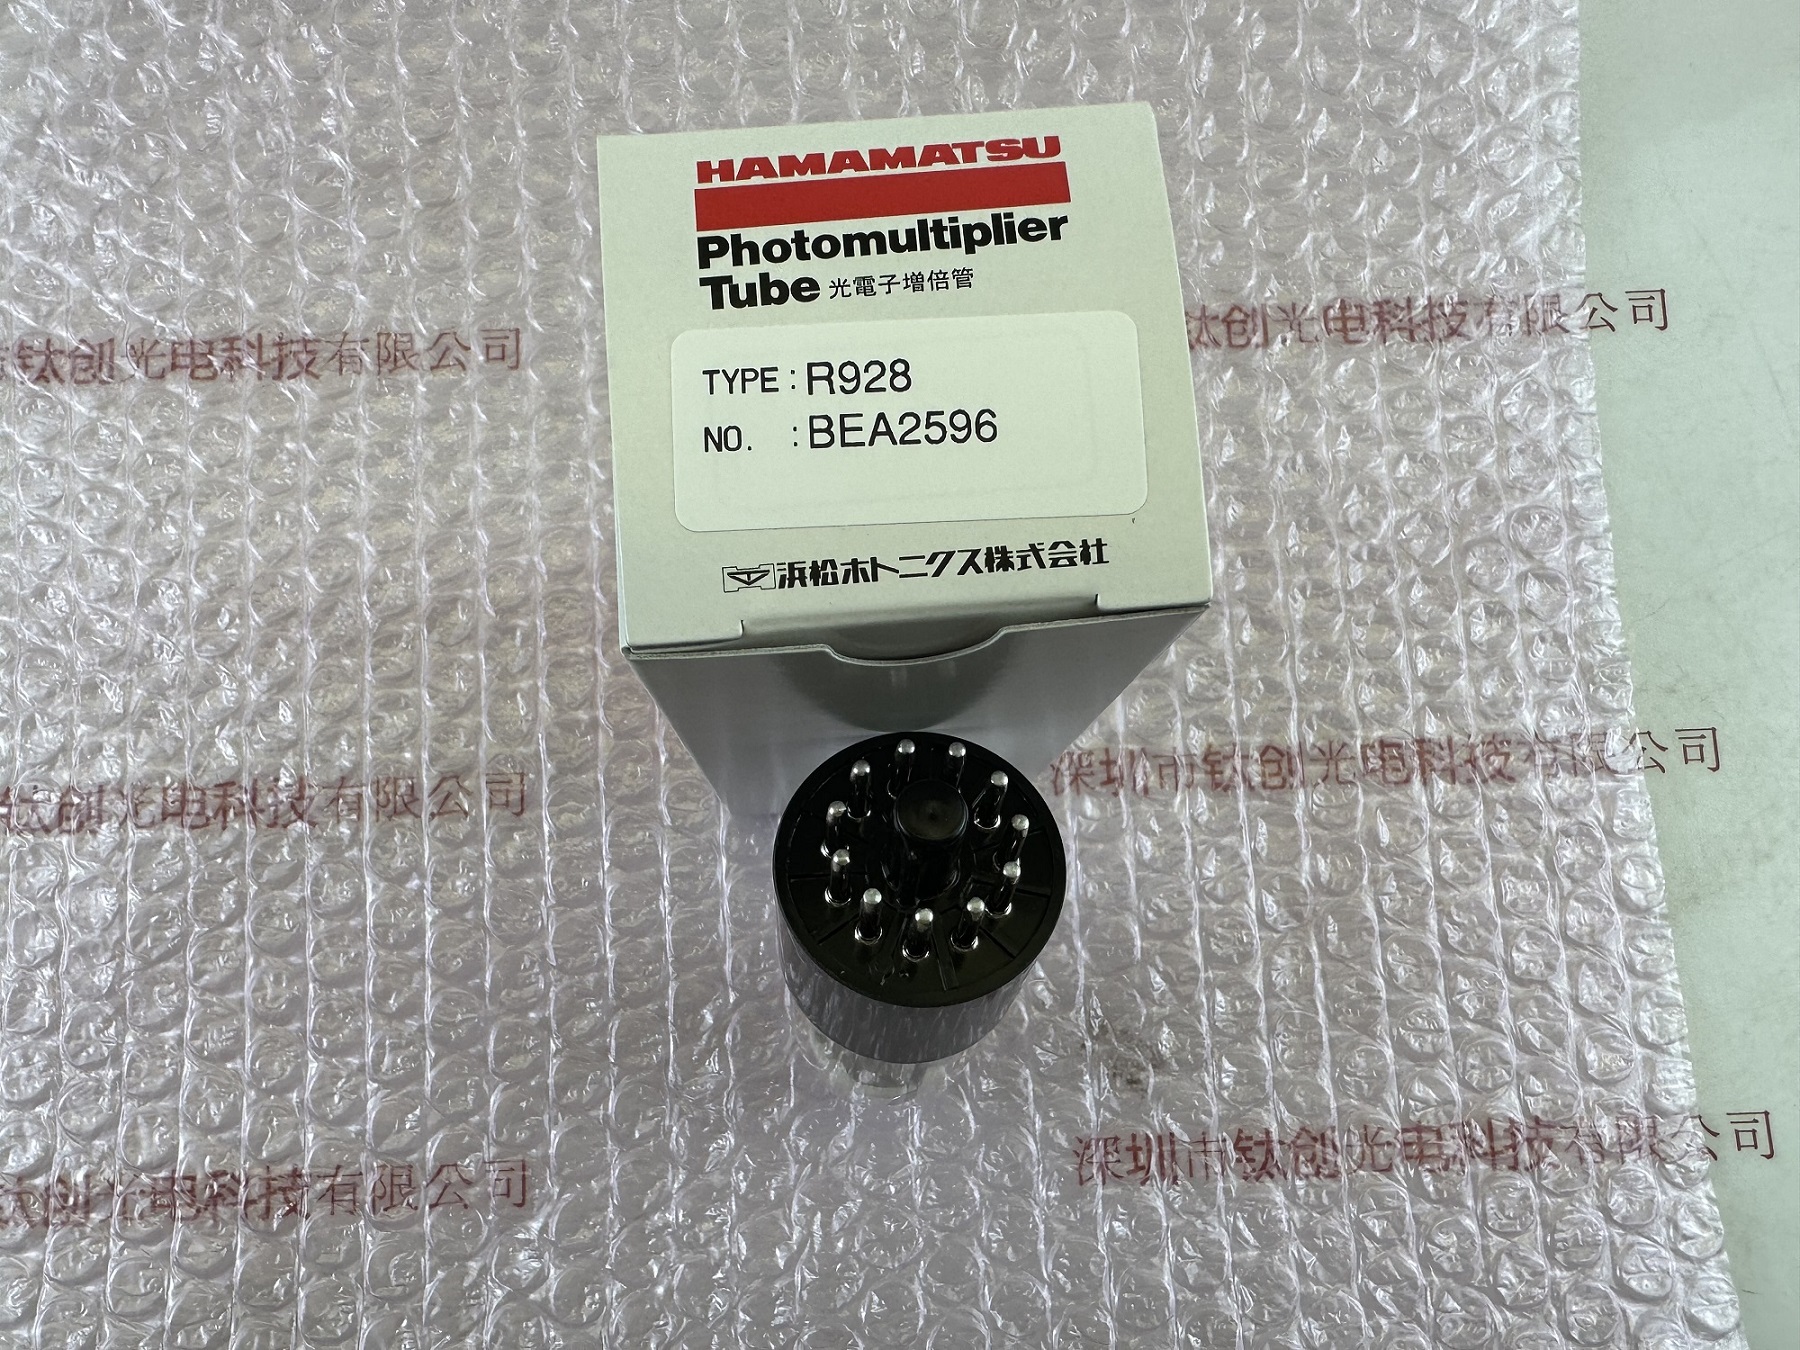 HAMAMATSU
Photomultiplier
Tube 光電子増倍管
TYPE : R928
NO. : BEA2596
浜松ホトニクス株式会社
市钛创光电科技有限公司
钛创光电科技有限公司
钛创光电科技有限公司
深圳市钛创光电科技有限公司
钛创光电科技有限公司
深圳市钛创光电科技有限公司